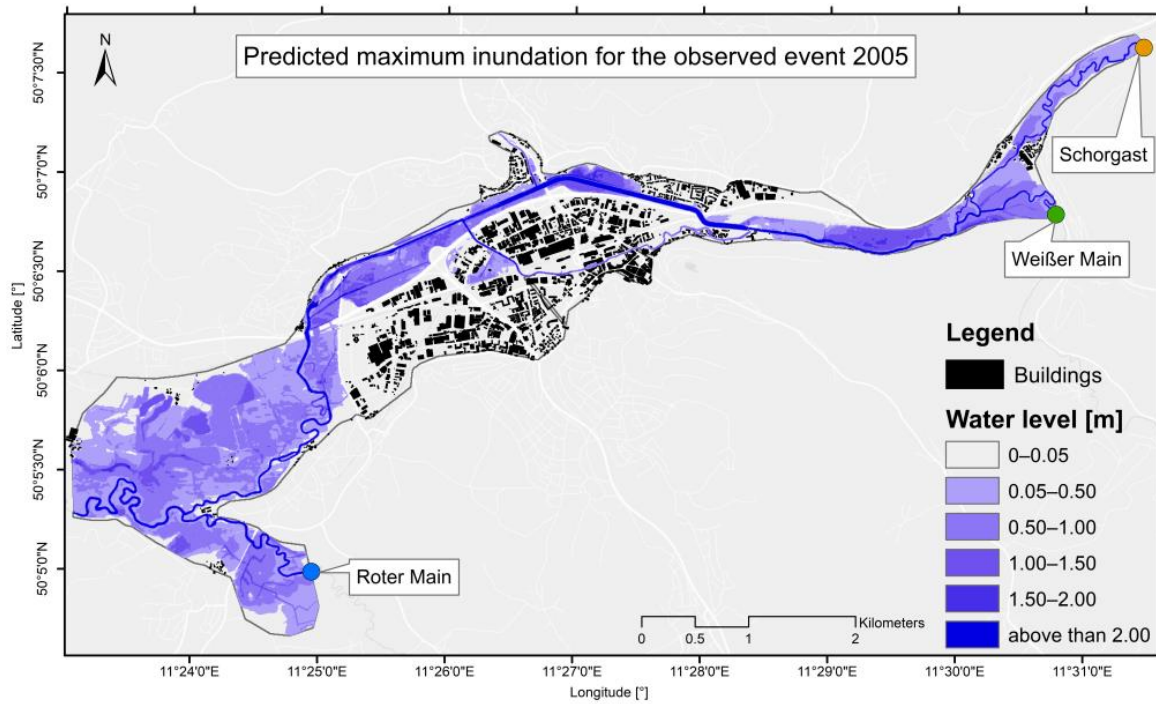 Predicted maximum inundation for the observed event 2005
N
50°7'30"N
50°7'0"N
50°6'30"N
50°6'0"N
50°5'30"N
50°5'0"N
Latitude [°]
Schorgast
Weißer Main
Roter Main
Legend
Buildings
Water level [m]
0–0.05
0.05–0.50
0.50–1.00
1.00–1.50
1.50–2.00
above than 2.00
Kilometers
0 0.5 1 2
11°24'0"E 11°25'0"E 11°26'0"E 11°27'0"E 11°28'0"E 11°29'0"E 11°30'0"E 11°31'0"E
Longitude [°]